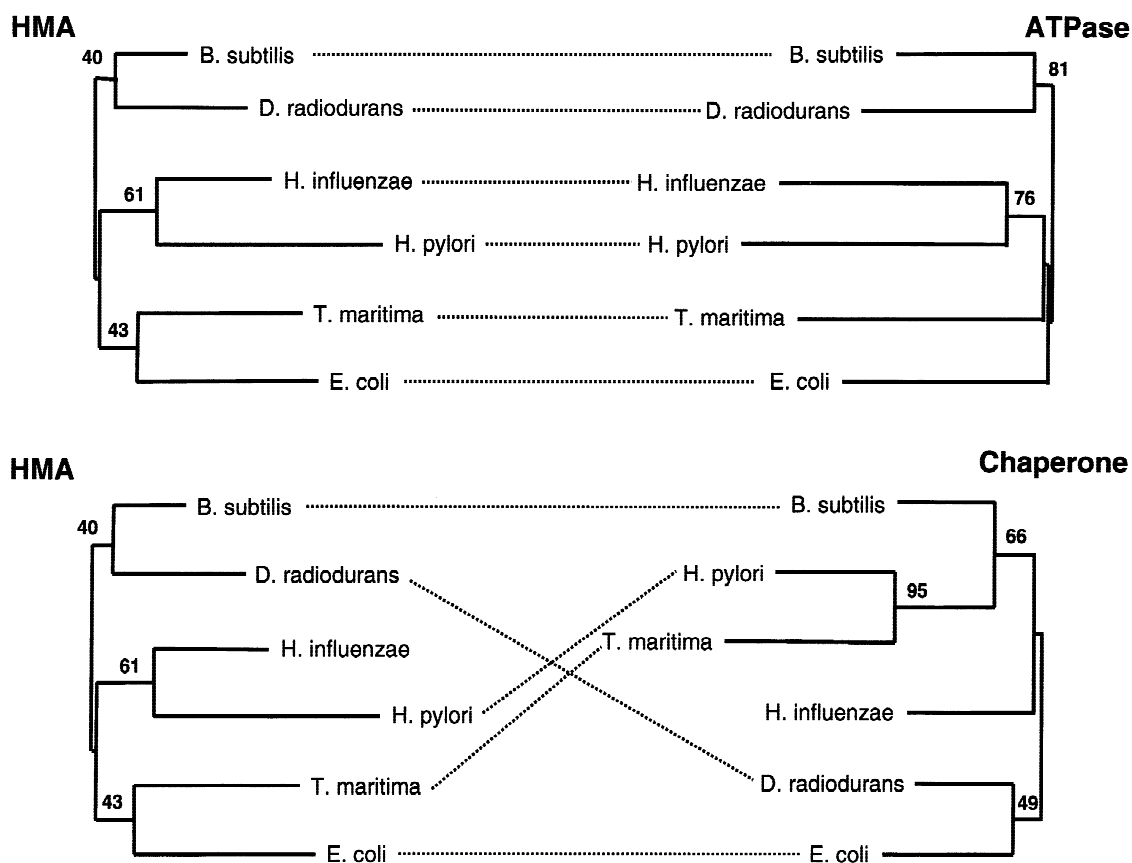 HMA ATPase
40 B. subtilis B. subtilis 81
D. radiodurans D. radiodurans
61 H. influenzae H. influenzae 76
H. pylori H. pylori
43 T. maritima T. maritima
E. coli E. coli
HMA Chaperone
40 B. subtilis B. subtilis 66
D. radiodurans H. pylori 95
61 H. influenzae T. maritima
H. pylori H. influenzae
43 T. maritima D. radiodurans 49
E. coli E. coli